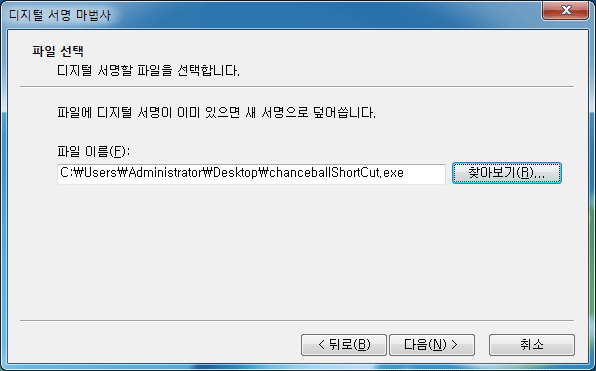 디지털 서명 마법사
파일 선택
디지털 서명할 파일을 선택합니다.
파일에 디지털 서명이 이미 있으면 새 서명으로 덮어씁니다.
파일 이름(F):
C:₩Users₩Administrator₩Desktop₩chanceballShortCut.exe
찾아보기(R)...
< 뒤로(B)
다음(N) >
취소